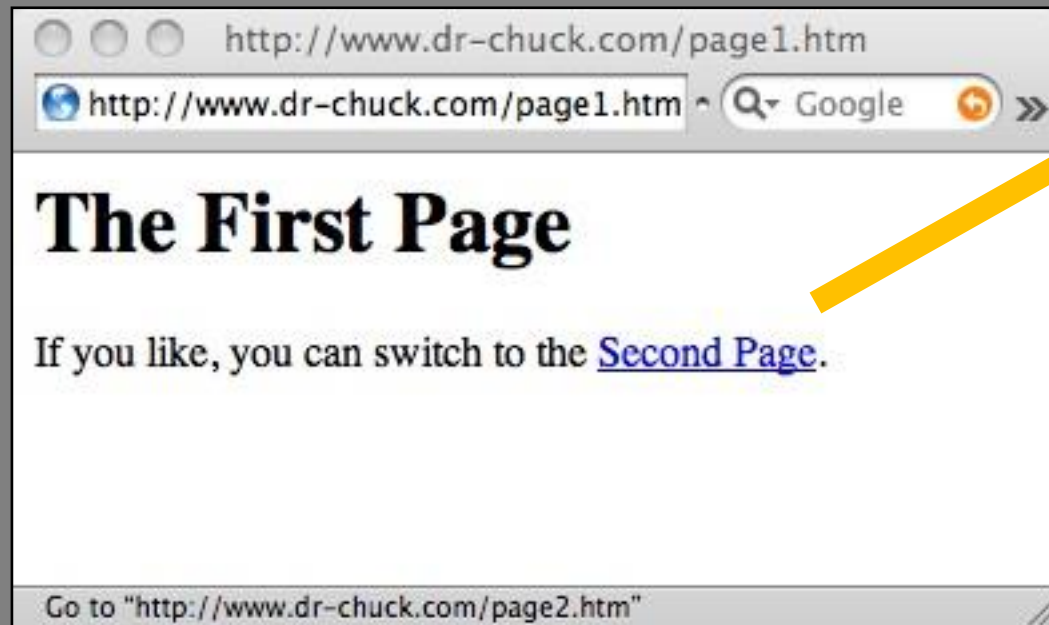 http://www.dr-chuck.com/page1.htm
http://www.dr-chuck.com/page1.htm Google
The First Page
If you like, you can switch to the Second Page.
Go to "http://www.dr-chuck.com/page2.htm"